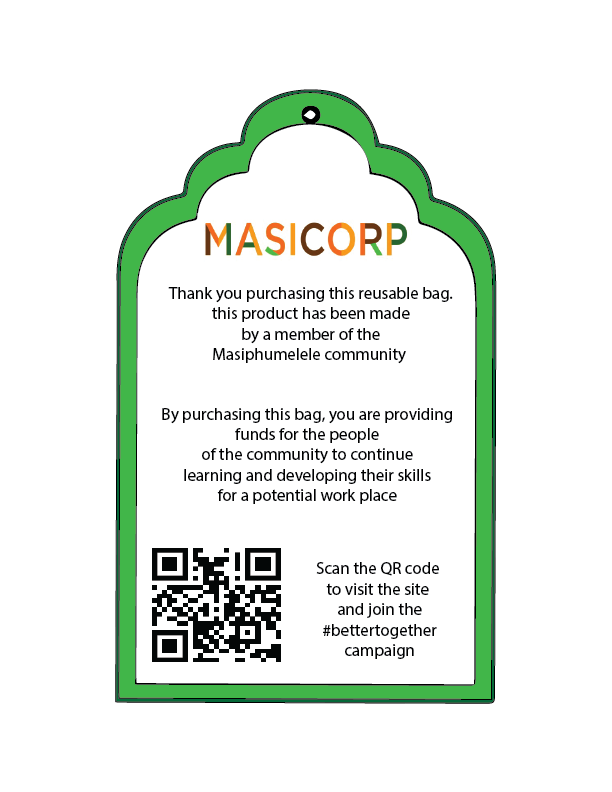 MASICORP
Thank you purchasing this reusable bag.
this product has been made
by a member of the
Masiphumelele community
By purchasing this bag, you are providing
funds for the people
of the community to continue
learning and developing their skills
for a potential work place
Scan the QR code
to visit the site
and join the
#bettertogether
campaign